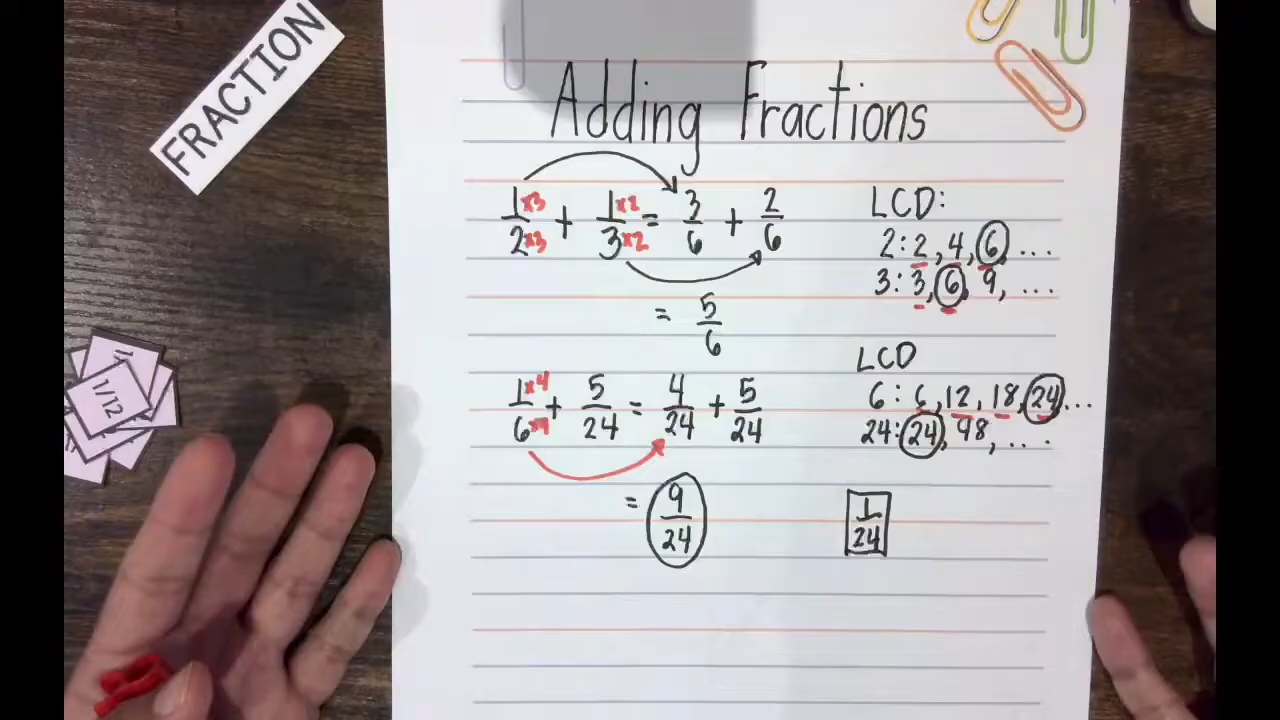 FRACTION
Adding Fractions
1×3/2×3 + 1×2/3×2 = 3/6 + 2/6
= 5/6
LCD:
2: 2, 4, 6, ...
3: 3, 6, 9, ...
1×4/6×4 + 5/24 = 4/24 + 5/24
= 9/24
LCD
6: 6, 12, 18, 24 ...
24: 24, 48, ....
1/24
1/12